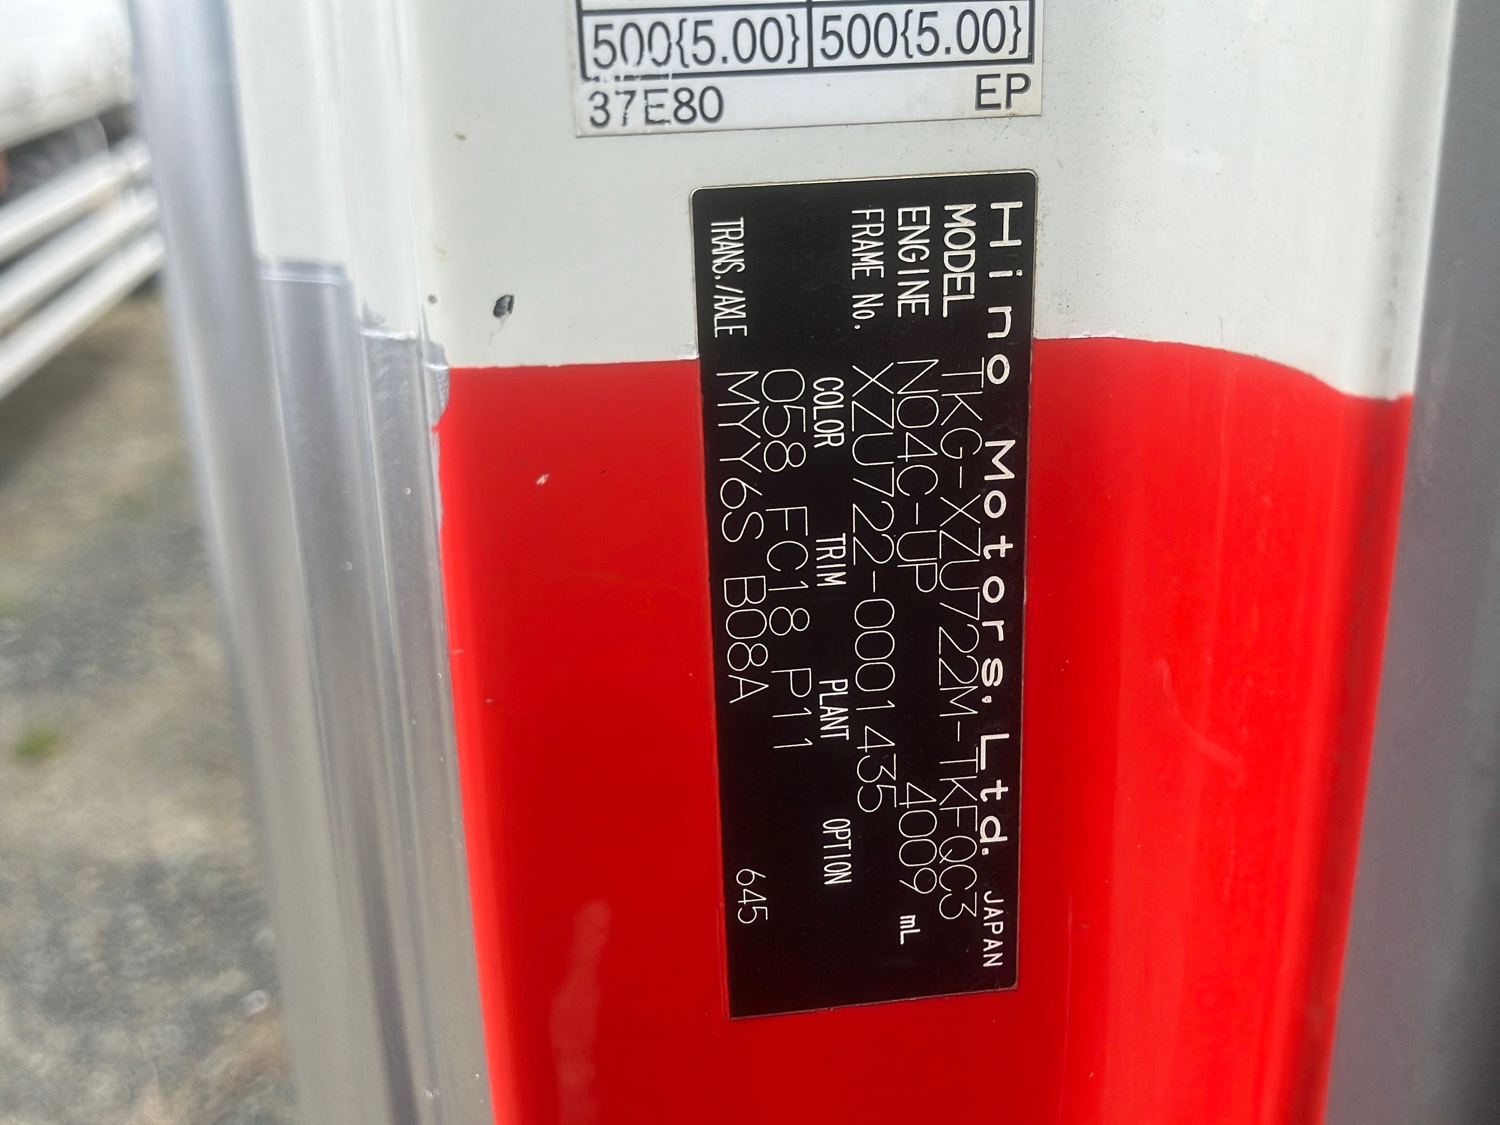 500{5.00} 500{5.00}
37E80 EP
Hino Motors, Ltd. JAPAN
MODEL TKG-XZU722M-TKFQC3
ENGINE N04C-UP 4009 mL
FRAME No. XZU722-0001435
COLOR TRIM PLANT OPTION
058 FC18 P11
TRANS./AXLE MYY6S B08A 645